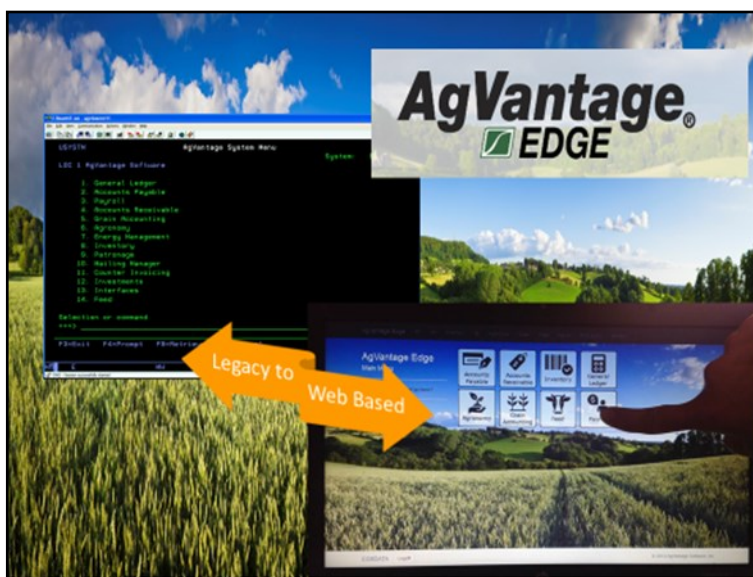 AgVantage®
EDGE
USYSTM AgVantage System Menu
System:
LOC 1 AgVantage Software
1. General Ledger
2. Accounts Payable
3. Payroll
4. Accounts Receivable
5. Grain Accounting
6. Agronomy
7. Energy Management
8. Inventory
9. Patronage
10. Mailing Manager
11. Counter Invoicing
12. Investments
13. Interfaces
14. Feed
Selection or command
===>
F3=Exit F4=Prompt
Legacy to
Web Based
AgVantage Edge
Main Menu
Accounts Payable
Accounts Receivable
Inventory
General Ledger
Agronomy
Grain Accounting
Feed